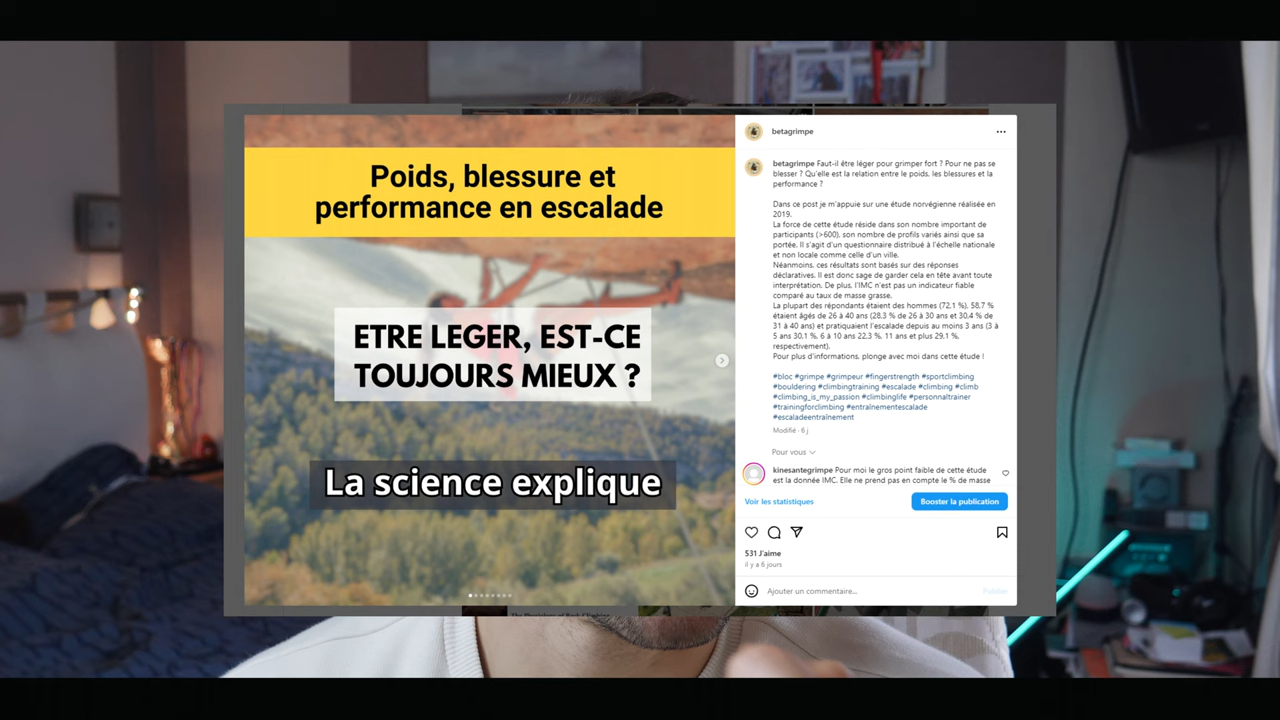 Poids, blessure et
performance en escalade
ETRE LEGER, EST-CE
TOUJOURS MIEUX ?
La science explique
betagrimpe
betagrimpe Faut-il être léger pour grimper fort ? Pour ne pas se
blesser ? Qu'elle est la relation entre le poids, les blessures et la
performance ?
Dans ce post je m'appuie sur une étude norvégienne réalisée en
2019.
La force de cette étude réside dans son nombre important de
participants (>600), son nombre de profils variés ainsi que sa
portée. Il s'agit d'un questionnaire distribué à l'échelle nationale
et non locale comme celle d'un ville.
Néanmoins, ces résultats sont basés sur des réponses
déclaratives. Il est donc sage de garder cela en tête avant toute
interprétation. De plus, l'IMC n'est pas un indicateur fiable
comparé au taux de masse grasse.
La plupart des répondants étaient des hommes (72.1 %), 58.7 %
étaient âgés de 26 à 40 ans (28.3 % de 26 à 30 ans et 30.4 % de
31 à 40 ans) et pratiquaient l'escalade depuis au moins 3 ans (3 à
5 ans 30,1 %, 6 à 10 ans 22,3 %, 11 ans et plus 29,1 %,
respectivement).
Pour plus d'informations, plonge avec moi dans cette étude !
#bloc #grimpe #grimpeur #fingerstrength #sportclimbing
#bouldering #climbingtraining #escalade #climbing #climb
#climbing_is_my_passion #climbinglife #personnaltrainer
#trainingforclimbing #entraînementescalade
#escaladeentraînement
Modifié · 6 j
Pour vous
kinesantegrimpe Pour moi le gros point faible de cette étude
est la donnée IMC. Elle ne prend pas en compte le % de masse
Voir les statistiques
Booster la publication
531 J'aime
il y a 6 jours
Ajouter un commentaire...
Publier